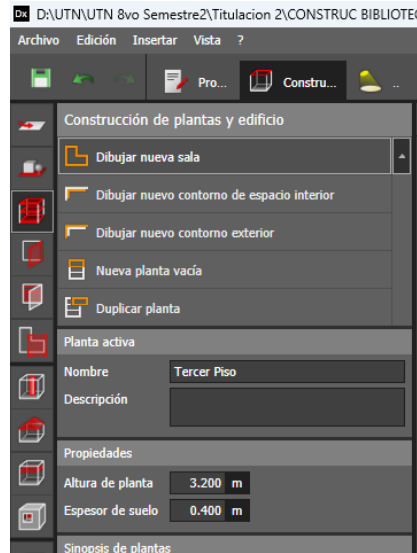 Dx D:\UTN\UTN 8vo Semestre2\Titulacion 2\CONSTRUC BIBLIOTE
Archivo Edición Insertar Vista ?
Pro... Constru... ..
Construcción de plantas y edificio
Dibujar nueva sala
Dibujar nuevo contorno de espacio interior
Dibujar nuevo contorno exterior
Nueva planta vacía
Duplicar planta
Planta activa
Nombre Tercer Piso
Descripción
Propiedades
Altura de planta 3.200 m
Espesor de suelo 0.400 m
Sinopsis de plantas